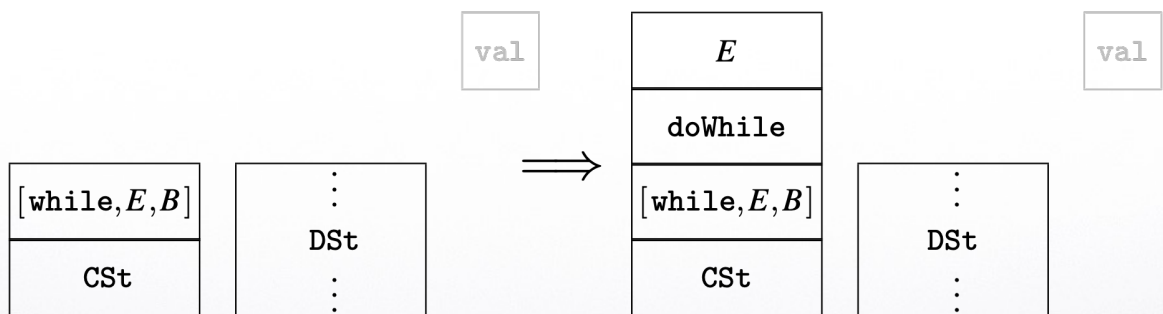 val
E
val
doWhile
⟹
[while,E,B]
⋮
DSt
⋮
CSt
[while,E,B]
⋮
DSt
⋮
CSt